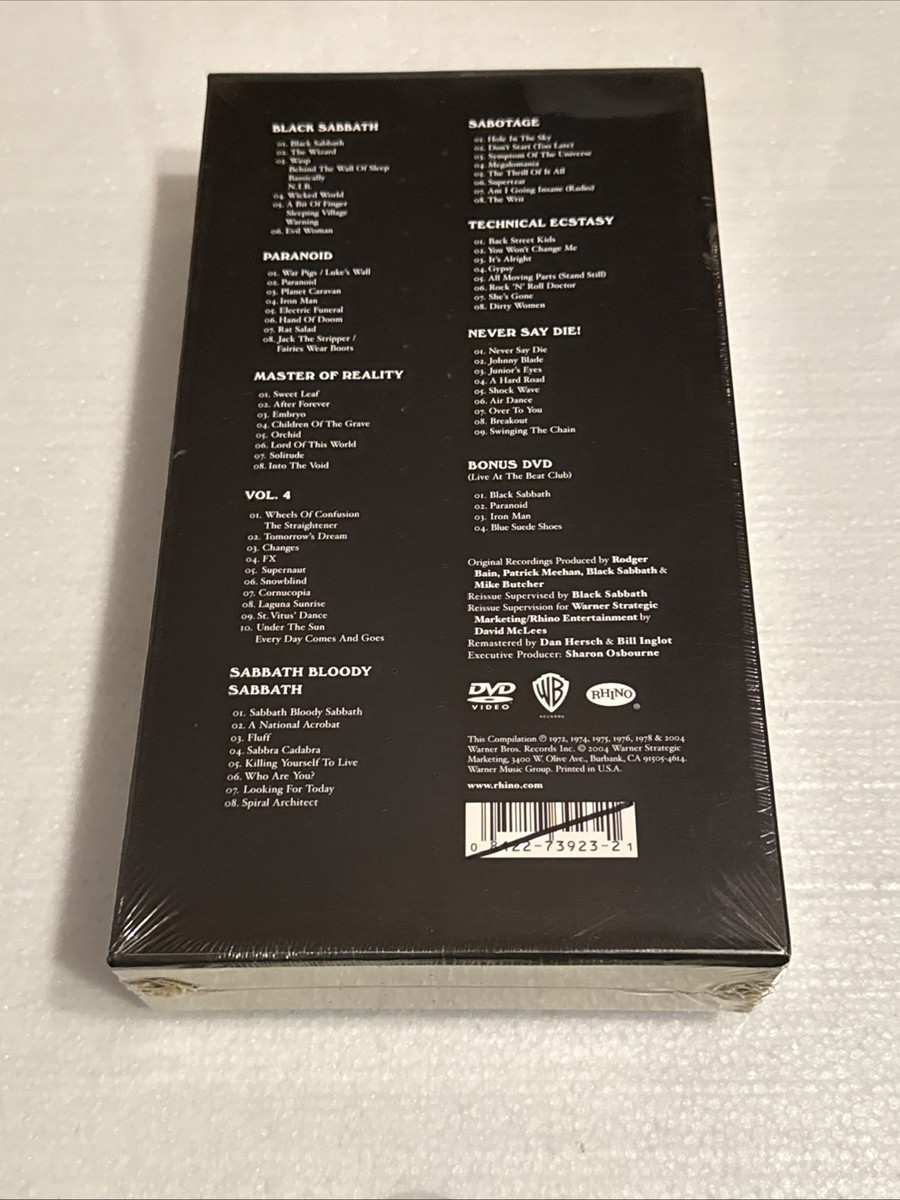 BLACK SABBATH
01. Black Sabbath
02. The Wizard
03. Wasp
Behind The Wall Of Sleep
Bassically
N.I.B.
04. Wicked World
05. A Bit Of Finger
Sleeping Village
Warning
06. Evil Woman
PARANOID
01. War Pigs / Luke's Wall
02. Paranoid
03. Planet Caravan
04. Iron Man
05. Electric Funeral
06. Hand Of Doom
07. Rat Salad
08. Jack The Stripper /
Fairies Wear Boots
MASTER OF REALITY
01. Sweet Leaf
02. After Forever
03. Embryo
04. Children Of The Grave
05. Orchid
06. Lord Of This World
07. Solitude
08. Into The Void
VOL. 4
01. Wheels Of Confusion
The Straightener
02. Tomorrow's Dream
03. Changes
04. FX
05. Supernaut
06. Snowblind
07. Cornucopia
08. Laguna Sunrise
09. St. Vitus' Dance
10. Under The Sun
Every Day Comes And Goes
SABBATH BLOODY
SABBATH
01. Sabbath Bloody Sabbath
02. A National Acrobat
03. Fluff
04. Sabbra Cadabra
05. Killing Yourself To Live
06. Who Are You?
07. Looking For Today
08. Spiral Architect
SABOTAGE
01. Hole In The Sky
02. Don't Start (Too Late)
03. Symptom Of The Universe
04. Megalomania
05. The Thrill Of It All
06. Supertzar
07. Am I Going Insane (Radio)
08. The Writ
TECHNICAL ECSTASY
01. Back Street Kids
02. You Won't Change Me
03. It's Alright
04. Gypsy
05. All Moving Parts (Stand Still)
06. Rock 'N' Roll Doctor
07. She's Gone
08. Dirty Women
NEVER SAY DIE!
01. Never Say Die
02. Johnny Blade
03. Junior's Eyes
04. A Hard Road
05. Shock Wave
06. Air Dance
07. Over To You
08. Breakout
09. Swinging The Chain
BONUS DVD
(Live At The Beat Club)
01. Black Sabbath
02. Paranoid
03. Iron Man
04. Blue Suede Shoes
Original Recordings Produced by Rodger
Bain, Patrick Meehan, Black Sabbath &
Mike Butcher
Reissue Supervised by Black Sabbath
Reissue Supervision for Warner Strategic
Marketing/Rhino Entertainment by
David McLees
Remastered by Dan Hersch & Bill Inglot
Executive Producer: Sharon Osbourne
DVD VIDEO
WB RECORDS
RHINO ®
This Compilation ℗ 1972, 1974, 1975, 1976, 1978 & 2004
Warner Bros. Records Inc. © 2004 Warner Strategic
Marketing, 3400 W. Olive Ave., Burbank, CA 91505-4614.
Warner Music Group. Printed in U.S.A.
www.rhino.com
0 8122-73923-2 1